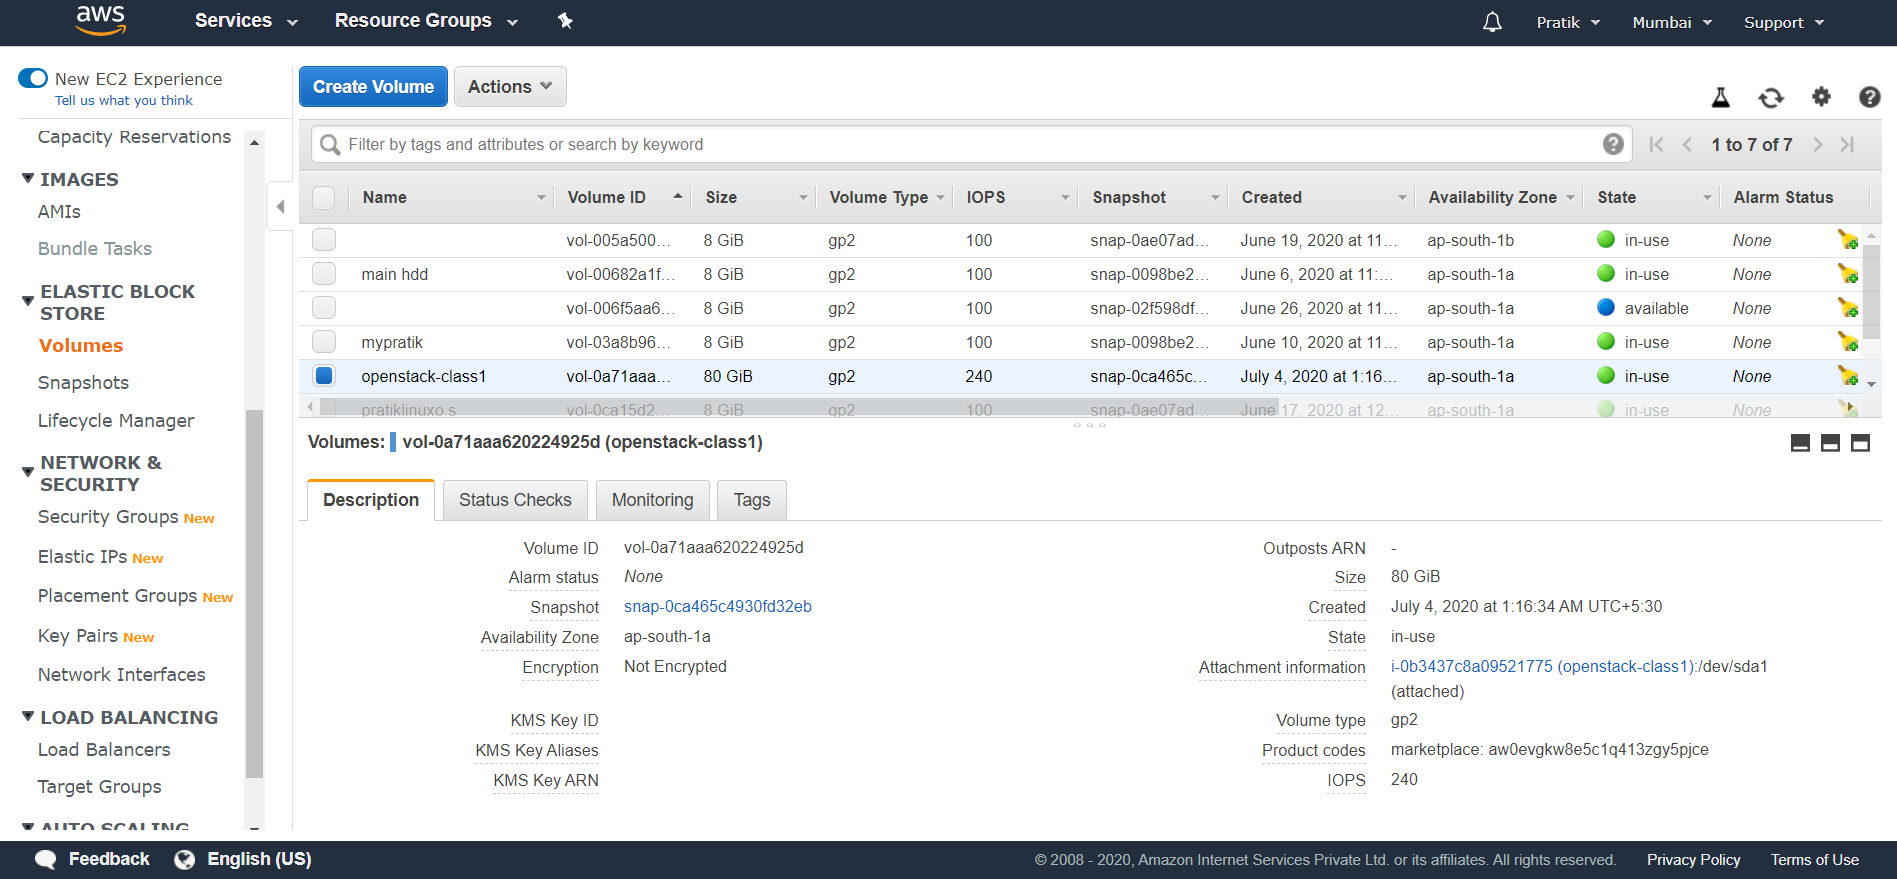 aws Services Resource Groups Pratik Mumbai Support
New EC2 Experience
Tell us what you think
Capacity Reservations
IMAGES
AMIs
Bundle Tasks
ELASTIC BLOCK
STORE
Volumes
Snapshots
Lifecycle Manager
NETWORK &
SECURITY
Security Groups New
Elastic IPs New
Placement Groups New
Key Pairs New
Network Interfaces
LOAD BALANCING
Load Balancers
Target Groups
AUTO SCALING
Create Volume Actions
Filter by tags and attributes or search by keyword 1 to 7 of 7
Name Volume ID Size Volume Type IOPS Snapshot Created Availability Zone State Alarm Status
vol-005a500... 8 GiB gp2 100 snap-0ae07ad... June 19, 2020 at 11... ap-south-1b in-use None
main hdd vol-00682a1f... 8 GiB gp2 100 snap-0098be2... June 6, 2020 at 11:... ap-south-1a in-use None
vol-006f5aa6... 8 GiB gp2 100 snap-02f598df... June 26, 2020 at 11... ap-south-1a available None
mypratik vol-03a8b96... 8 GiB gp2 100 snap-0098be2... June 10, 2020 at 11... ap-south-1a in-use None
openstack-class1 vol-0a71aaa... 80 GiB gp2 240 snap-0ca465c... July 4, 2020 at 1:16... ap-south-1a in-use None
pratiklinuxo.s vol-0ca15d2... 8 GiB gp2 100 snap-0ae07ad... June 17, 2020 at 12... ap-south-1a in-use None
Volumes: vol-0a71aaa620224925d (openstack-class1)
Description Status Checks Monitoring Tags
Volume ID vol-0a71aaa620224925d Outposts ARN -
Alarm status None Size 80 GiB
Snapshot snap-0ca465c4930fd32eb Created July 4, 2020 at 1:16:34 AM UTC+5:30
Availability Zone ap-south-1a State in-use
Encryption Not Encrypted Attachment information i-0b3437c8a09521775 (openstack-class1):/dev/sda1
(attached)
KMS Key ID Volume type gp2
KMS Key Aliases Product codes marketplace: aw0evgkw8e5c1q413zgy5pjce
KMS Key ARN IOPS 240
Feedback English (US) © 2008 - 2020, Amazon Internet Services Private Ltd. or its affiliates. All rights reserved. Privacy Policy Terms of Use